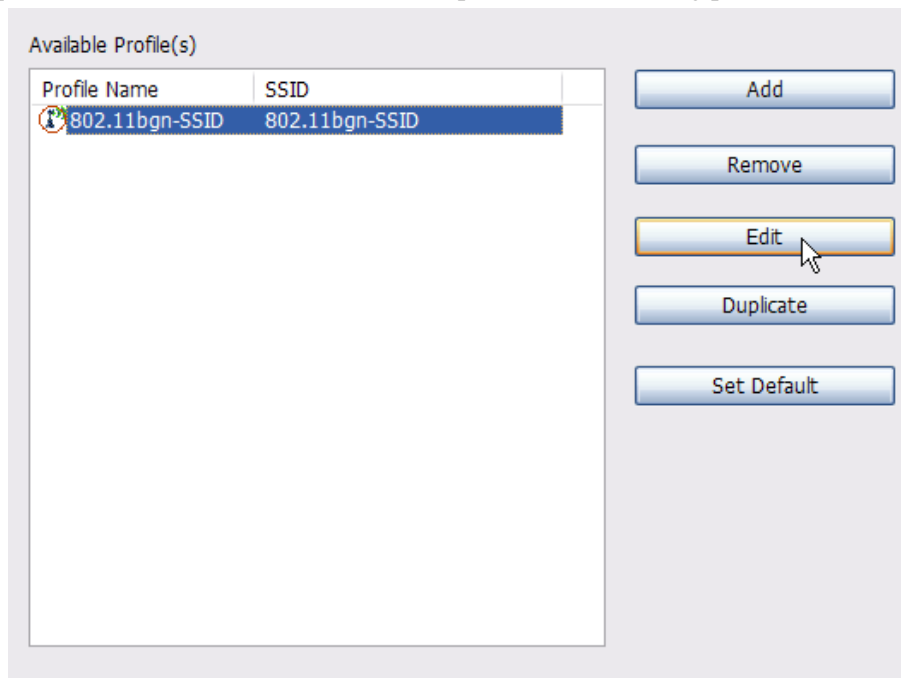 Available Profile(s)
Profile Name SSID
802.11bgn-SSID 802.11bgn-SSID
Add
Remove
Edit
Duplicate
Set Default